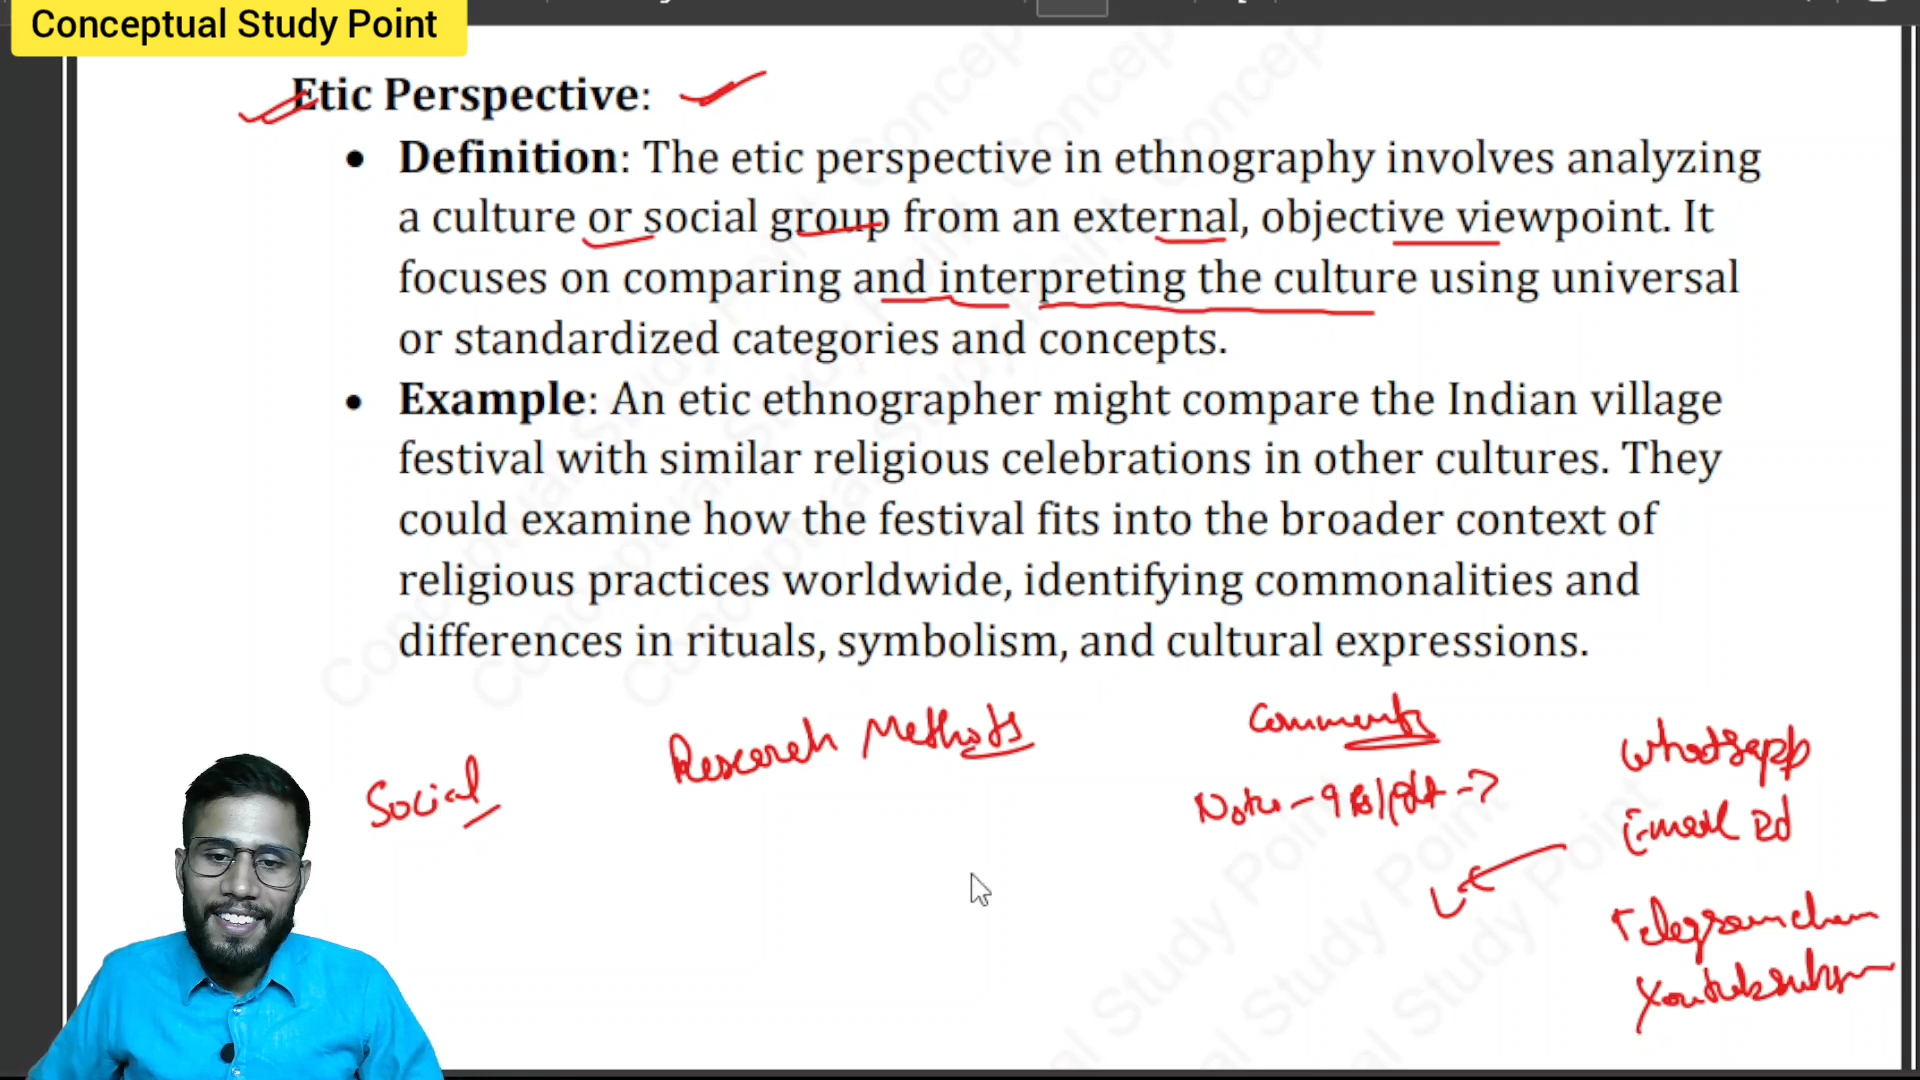 Conceptual Study Point
Etic Perspective:
• Definition: The etic perspective in ethnography involves analyzing
a culture or social group from an external, objective viewpoint. It
focuses on comparing and interpreting the culture using universal
or standardized categories and concepts.
• Example: An etic ethnographer might compare the Indian village
festival with similar religious celebrations in other cultures. They
could examine how the festival fits into the broader context of
religious practices worldwide, identifying commonalities and
differences in rituals, symbolism, and cultural expressions.
Social
Research Methods
Comments
Notes -
Whatsapp
E-mail Id
Telegram
Youtube